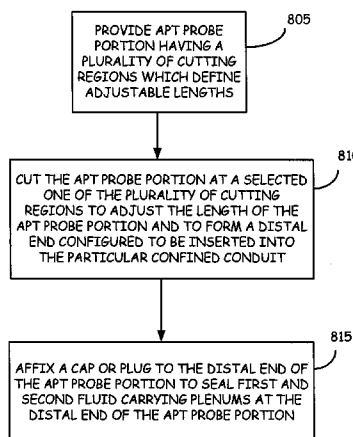 PROVIDE APT PROBE
PORTION HAVING A
PLURALITY OF CUTTING
REGIONS WHICH DEFINE
ADJUSTABLE LENGTHS
805
CUT THE APT PROBE PORTION AT A SELECTED
ONE OF THE PLURALITY OF CUTTING
REGIONS TO ADJUST THE LENGTH OF THE
APT PROBE PORTION AND TO FORM A DISTAL
END CONFIGURED TO BE INSERTED INTO
THE PARTICULAR CONFINED CONDUIT
810
AFFIX A CAP OR PLUG TO THE DISTAL END OF
THE APT PROBE PORTION TO SEAL FIRST AND
SECOND FLUID CARRYING PLENUMS AT THE
DISTAL END OF THE APT PROBE PORTION
815